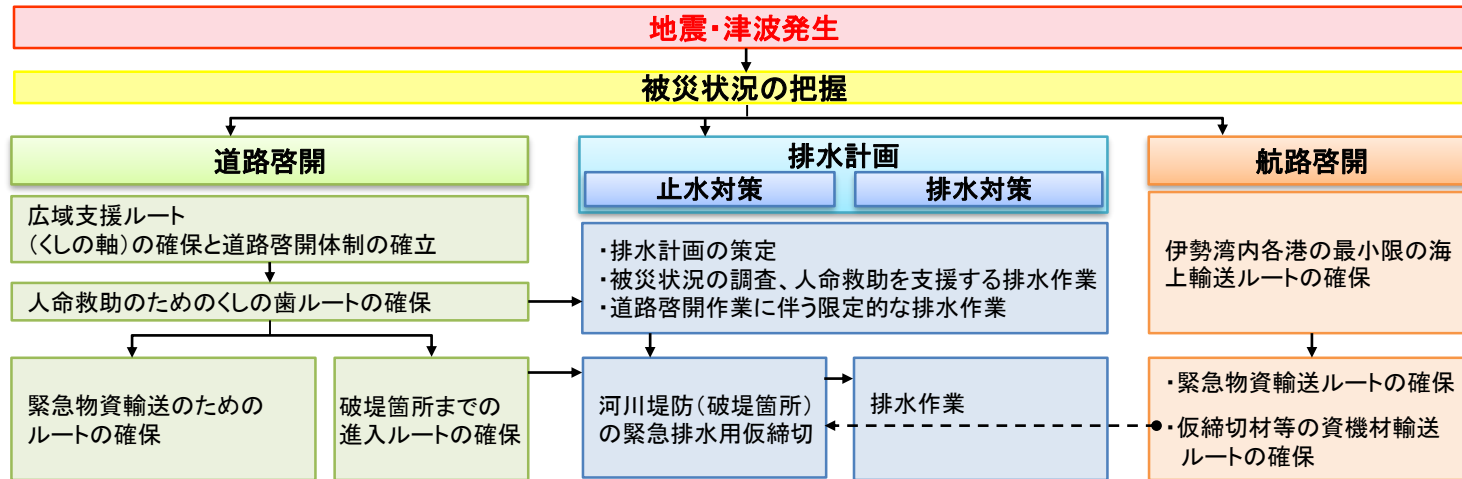 地震・津波発生
被災状況の把握
道路啓開
広域支援ルート
(くしの軸)の確保と道路啓開体制の確立
人命救助のためのくしの歯ルートの確保
緊急物資輸送のための
ルートの確保
破堤箇所までの
進入ルートの確保
排水計画
止水対策
排水対策
・排水計画の策定
・被災状況の調査、人命救助を支援する排水作業
・道路啓開作業に伴う限定的な排水作業
河川堤防(破堤箇所)
の緊急排水用仮締切
排水作業
航路啓開
伊勢湾内各港の最小限の海
上輸送ルートの確保
・緊急物資輸送ルートの確保
・仮締切材等の資機材輸送
ルートの確保